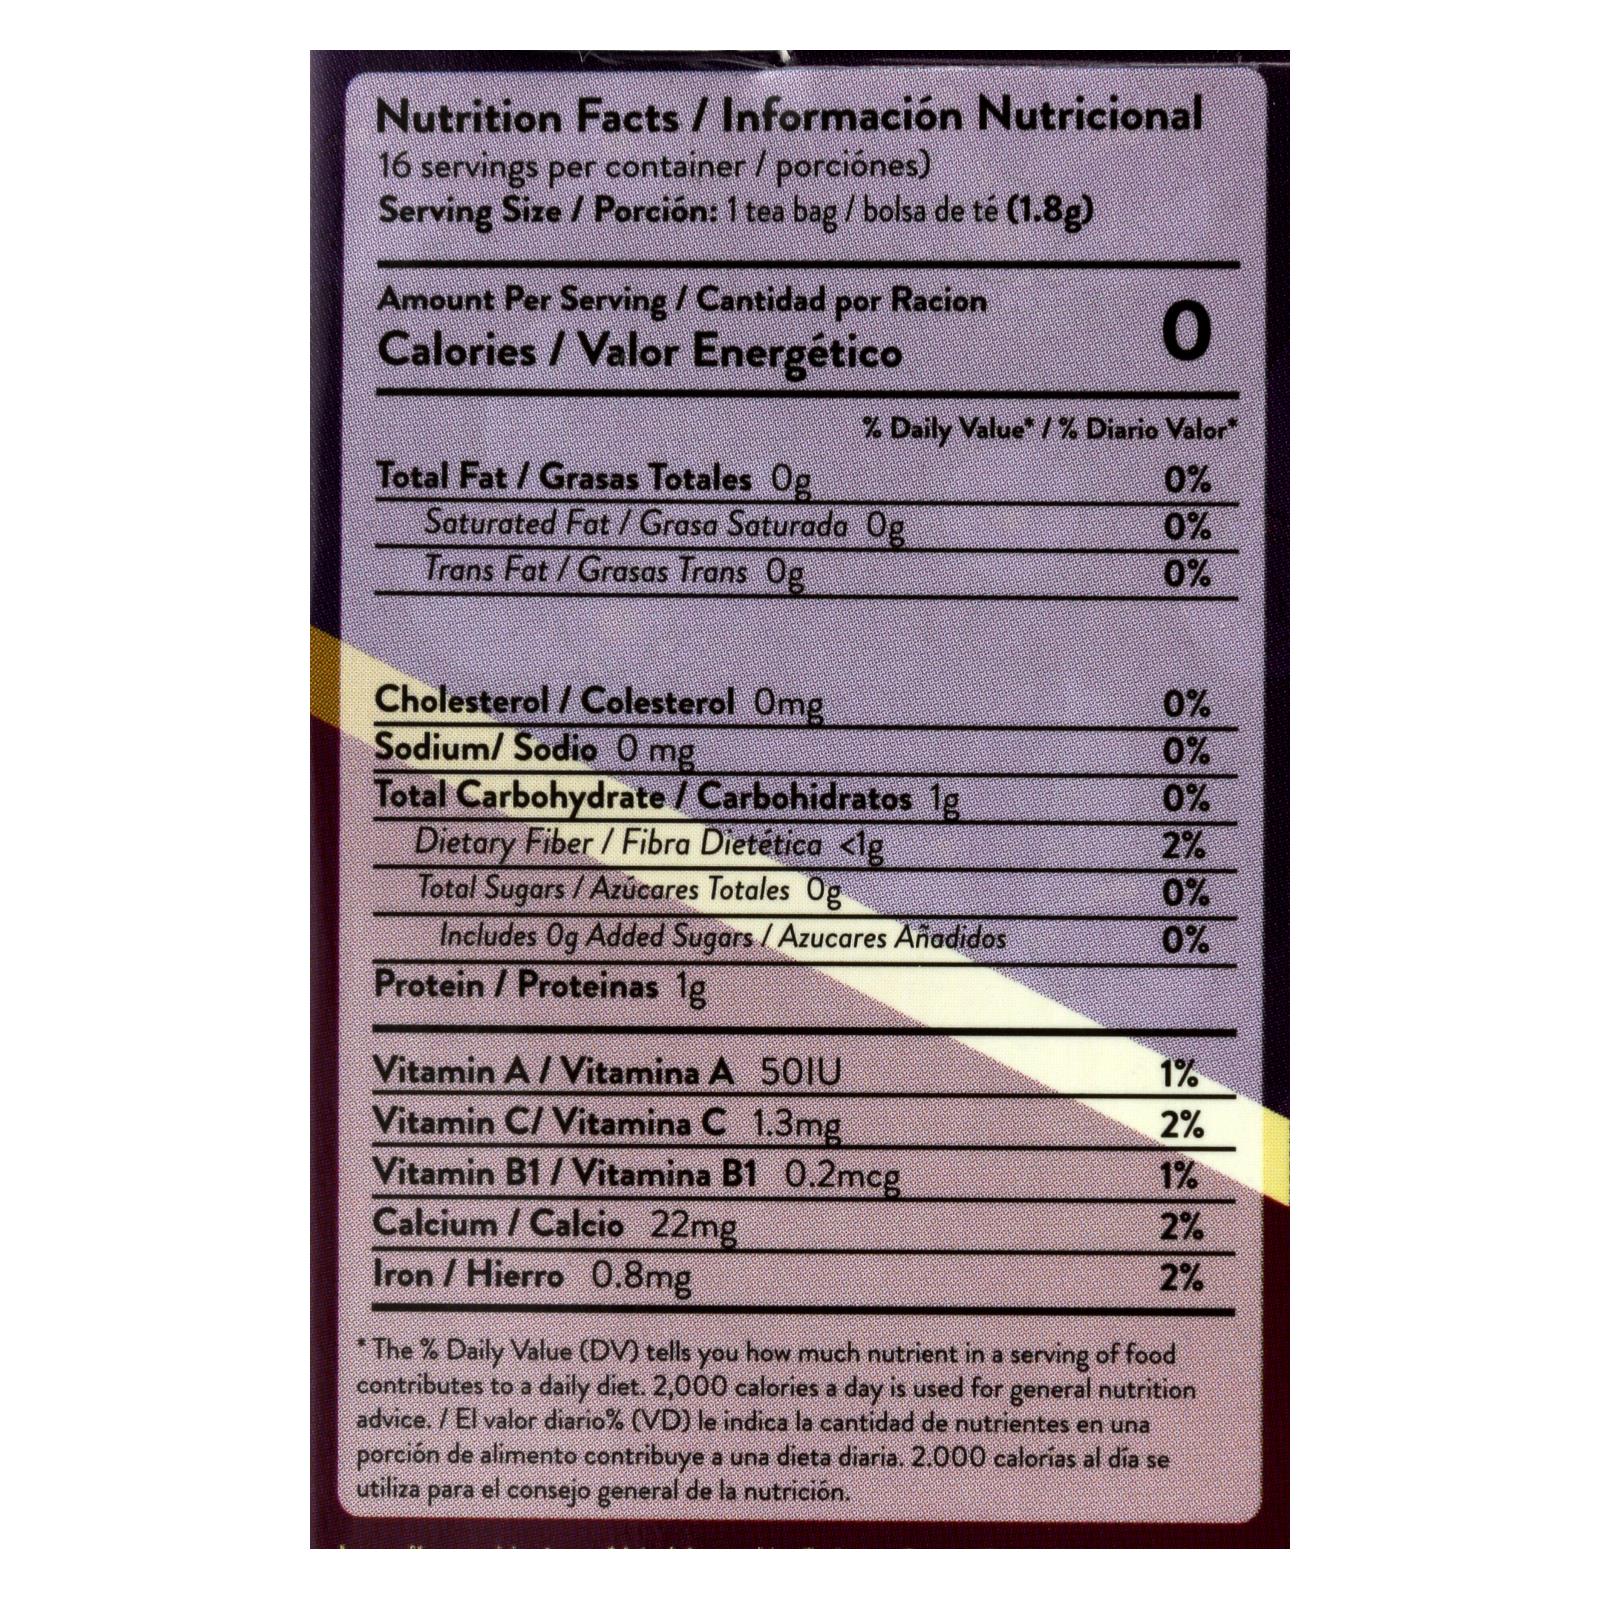 Nutrition Facts / Información Nutricional
16 servings per container / porciónes)
Serving Size / Porción: 1 tea bag / bolsa de té (1.8g)
Amount Per Serving / Cantidad por Racion
Calories / Valor Energético 0
% Daily Value* / % Diario Valor*
Total Fat / Grasas Totales 0g 0%
Saturated Fat / Grasa Saturada 0g 0%
Trans Fat / Grasas Trans 0g 0%
Cholesterol / Colesterol 0mg 0%
Sodium/ Sodio 0 mg 0%
Total Carbohydrate / Carbohidratos 1g 0%
Dietary Fiber / Fibra Dietética <1g 2%
Total Sugars / Azúcares Totales 0g 0%
Includes 0g Added Sugars / Azucares Añadidos 0%
Protein / Proteinas 1g
Vitamin A / Vitamina A 50IU 1%
Vitamin C/ Vitamina C 1.3mg 2%
Vitamin B1 / Vitamina B1 0.2mcg 1%
Calcium / Calcio 22mg 2%
Iron / Hierro 0.8mg 2%
* The % Daily Value (DV) tells you how much nutrient in a serving of food
contributes to a daily diet. 2,000 calories a day is used for general nutrition
advice. / El valor diario% (VD) le indica la cantidad de nutrientes en una
porción de alimento contribuye a una dieta diaria. 2.000 calorías al día se
utiliza para el consejo general de la nutrición.